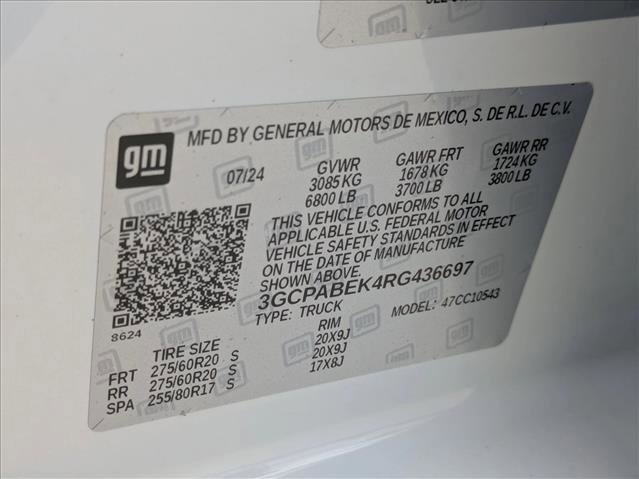 gm
MFD BY GENERAL MOTORS DE MEXICO, S. DE R.L. DE C.V.
07/24 GVWR GAWR FRT GAWR RR
3085 KG 1678 KG 1724 KG
6800 LB 3700 LB 3800 LB
THIS VEHICLE CONFORMS TO ALL
APPLICABLE U.S. FEDERAL MOTOR
VEHICLE SAFETY STANDARDS IN EFFECT
ON THE DATE OF MANUFACTURE
SHOWN ABOVE.
3GCPABEK4RG436697
TYPE: TRUCK MODEL: 47CC10543
8624
TIRE SIZE RIM
FRT 275/60R20 S 20X9J
RR 275/60R20 S 20X9J
SPA 255/80R17 S 17X8J